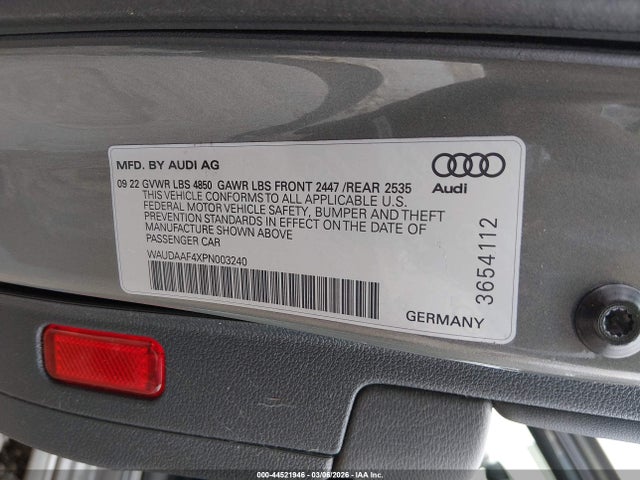 MFD. BY AUDI AG
09 22 GVWR LBS 4850 GAWR LBS FRONT 2447 /REAR 2535
THIS VEHICLE CONFORMS TO ALL APPLICABLE U.S.
FEDERAL MOTOR VEHICLE SAFETY, BUMPER AND THEFT
PREVENTION STANDARDS IN EFFECT ON THE DATE OF
MANUFACTURE SHOWN ABOVE
PASSENGER CAR
WAUDAAF4XPN003240
Audi
3654112
GERMANY
000-44521946 - 03/06/2026 - IAAI.COM